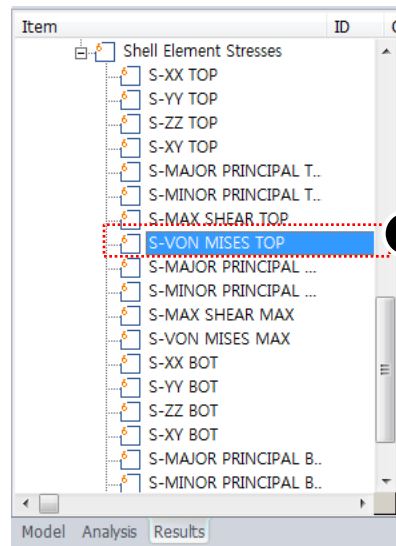 Item ID
Shell Element Stresses
S-XX TOP
S-YY TOP
S-ZZ TOP
S-XY TOP
S-MAJOR PRINCIPAL T..
S-MINOR PRINCIPAL T..
S-MAX SHEAR TOP
S-VON MISES TOP
S-MAJOR PRINCIPAL ...
S-MINOR PRINCIPAL ...
S-MAX SHEAR MAX
S-VON MISES MAX
S-XX BOT
S-YY BOT
S-ZZ BOT
S-XY BOT
S-MAJOR PRINCIPAL B..
S-MINOR PRINCIPAL B..
Model Analysis Results